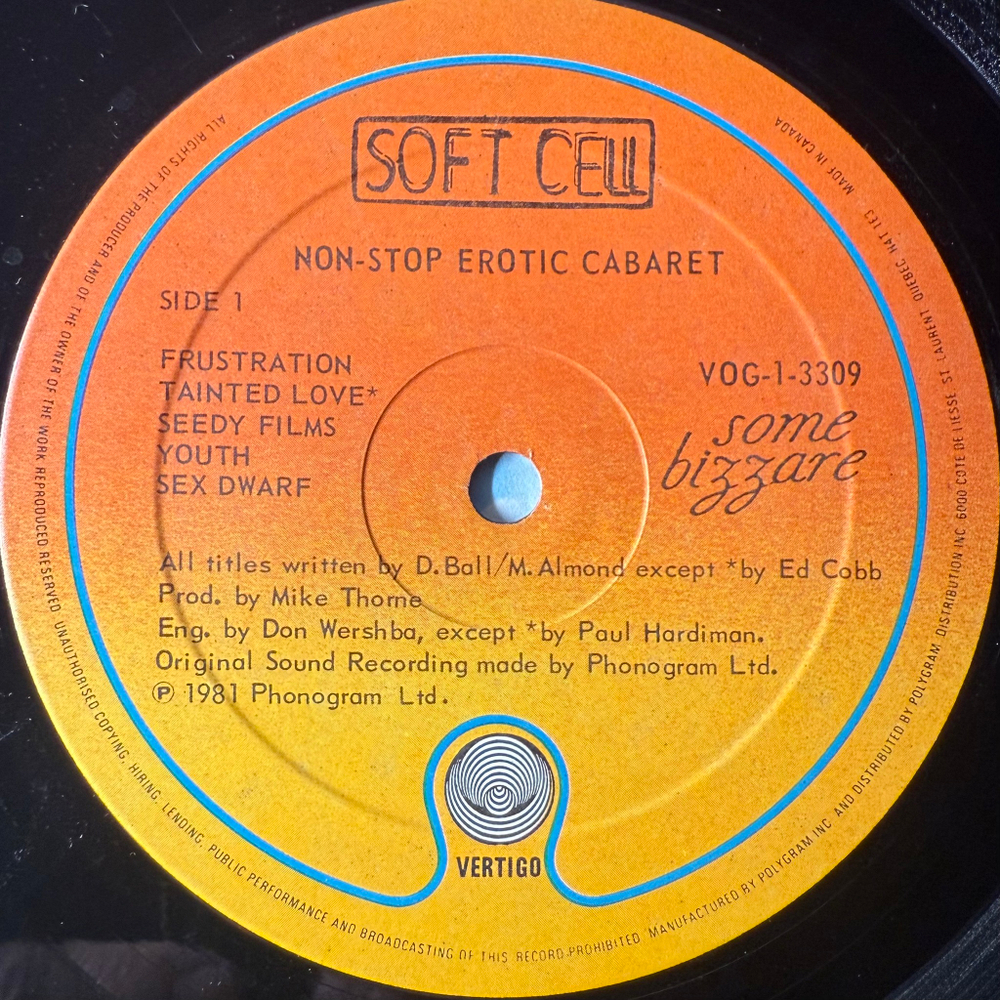 SOFT CELL
NON-STOP EROTIC CABARET
SIDE 1
FRUSTRATION
TAINTED LOVE*
SEEDY FILMS
YOUTH
SEX DWARF
VOG-1-3309
some
bizzare
All titles written by D.Ball/M.Almond except *by Ed Cobb
Prod. by Mike Thorne
Eng. by Don Wershba, except *by Paul Hardiman.
Original Sound Recording made by Phonogram Ltd.
Ⓟ 1981 Phonogram Ltd.
VERTIGO
ALL RIGHTS OF THE PRODUCER AND OF THE OWNER OF THE WORK REPRODUCED RESERVED UNAUTHORISED COPYING, HIRING, LENDING, PUBLIC PERFORMANCE AND BROADCASTING OF THIS RECORD PROHIBITED MANUFACTURED BY POLYGRAM INC AND DISTRIBUTED BY POLYGRAM DISTRIBUTION INC 6000 COTE DE LIESSE ST LAURENT QUEBEC H4T 1E3 MADE IN CANADA